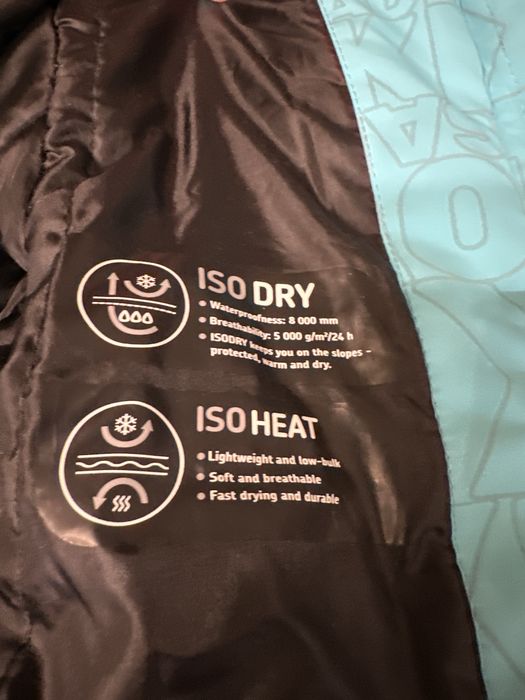 ISO DRY
• Waterproofness: 8 000 mm
• Breathability: 5 000 g/m²/24 h
• ISODRY keeps you on the slopes -
protected, warm and dry.
ISO HEAT
• Lightweight and low-bulk
• Soft and breathable
• Fast drying and durable